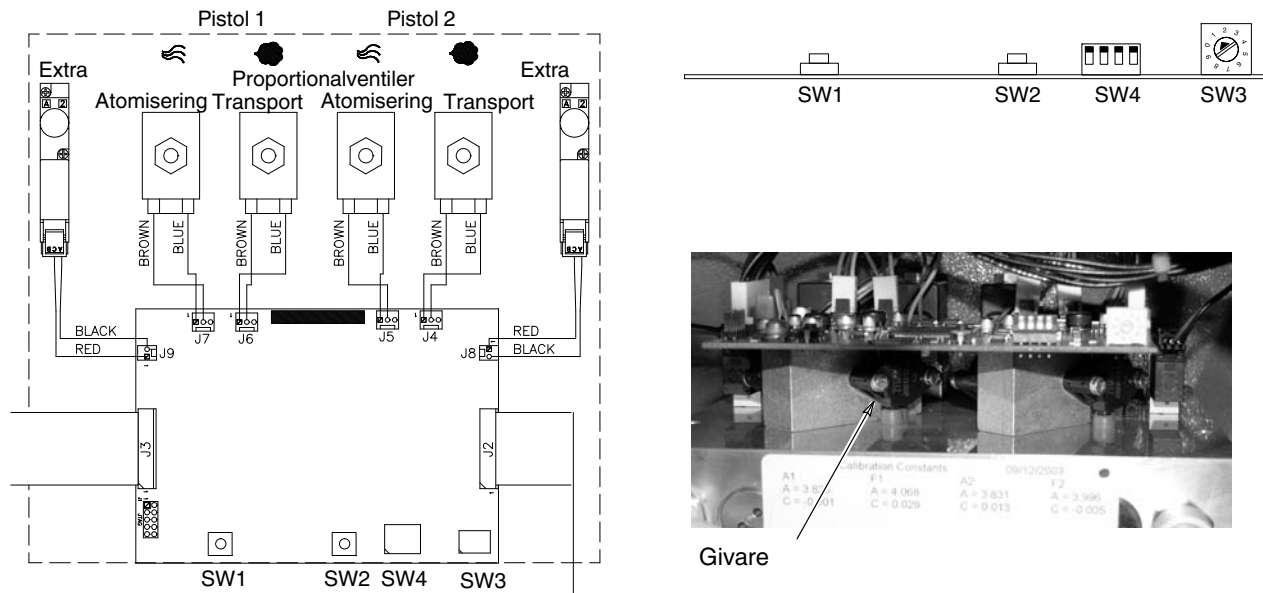 Pistol 1
Pistol 2
Extra
Proportionalventiler
Extra
A 2
A 2
Atomisering
Transport
Atomisering
Transport
BROWN
BLUE
BROWN
BLUE
BROWN
BLUE
BROWN
BLUE
BLACK
RED
J9
J7
J6
J5
J4
J8
RED
BLACK
J3
J2
SW1
SW2
SW4
SW3
SW1
SW2
SW4
SW3
Calibration Constants 09/12/2003
A1 F1 A2 F2
A = 4.068 A = 3.831 A = 3.996
C = 0.029 C = 0.013 C = -0.005
Givare